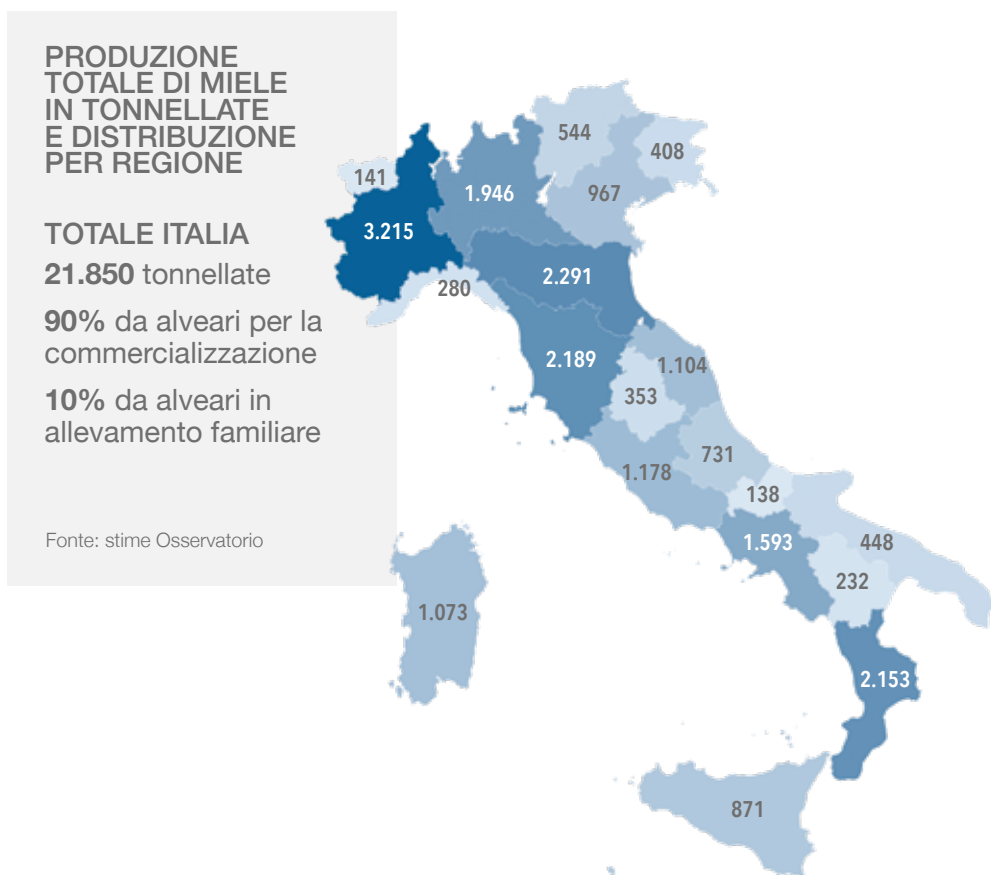 PRODUZIONE
TOTALE DI MIELE
IN TONNELLATE
E DISTRIBUZIONE
PER REGIONE
TOTALE ITALIA
21.850 tonnellate
90% da alveari per la
commercializzazione
10% da alveari in
allevamento familiare
Fonte: stime Osservatorio
544
408
141
1.946
967
3.215
2.291
280
2.189
1.104
353
731
1.178
138
1.593
448
232
1.073
2.153
871